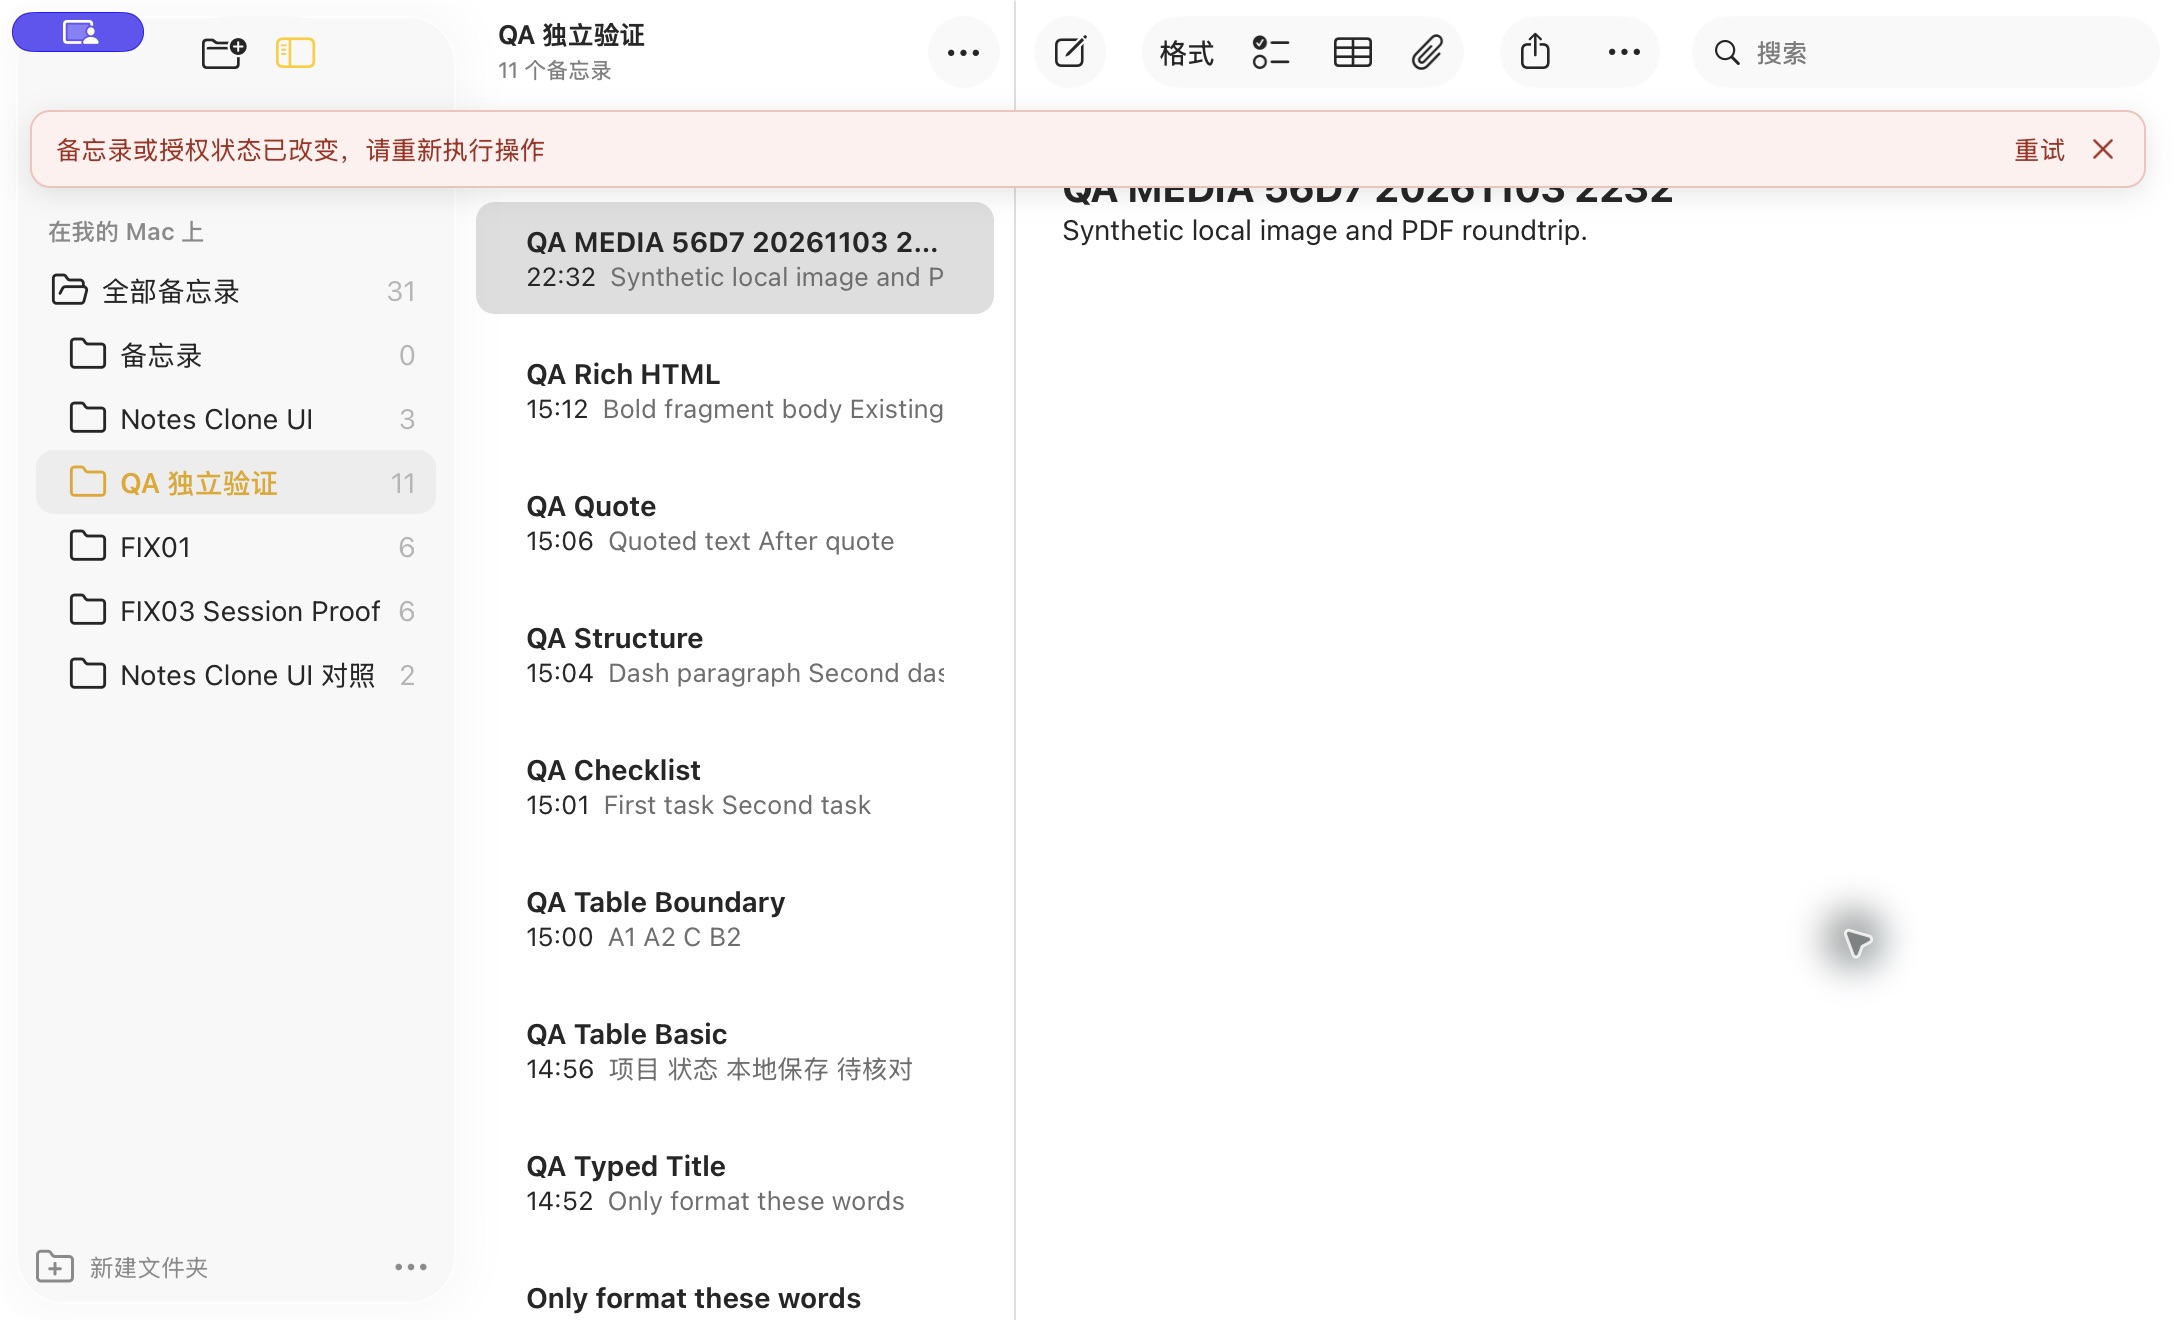 QA 独立验证
11 个备忘录
格式
搜索
备忘录或授权状态已改变，请重新执行操作
重试
在我的 Mac 上
全部备忘录 31
备忘录 0
Notes Clone UI 3
QA 独立验证 11
FIX01 6
FIX03 Session Proof 6
Notes Clone UI 对照 2
新建文件夹
QA MEDIA 56D7 20261103 2...
22:32 Synthetic local image and P
QA Rich HTML
15:12 Bold fragment body Existing
QA Quote
15:06 Quoted text After quote
QA Structure
15:04 Dash paragraph Second das
QA Checklist
15:01 First task Second task
QA Table Boundary
15:00 A1 A2 C B2
QA Table Basic
14:56 项目 状态 本地保存 待核对
QA Typed Title
14:52 Only format these words
Only format these words
QA MEDIA 56D7 20261103 2232
Synthetic local image and PDF roundtrip.